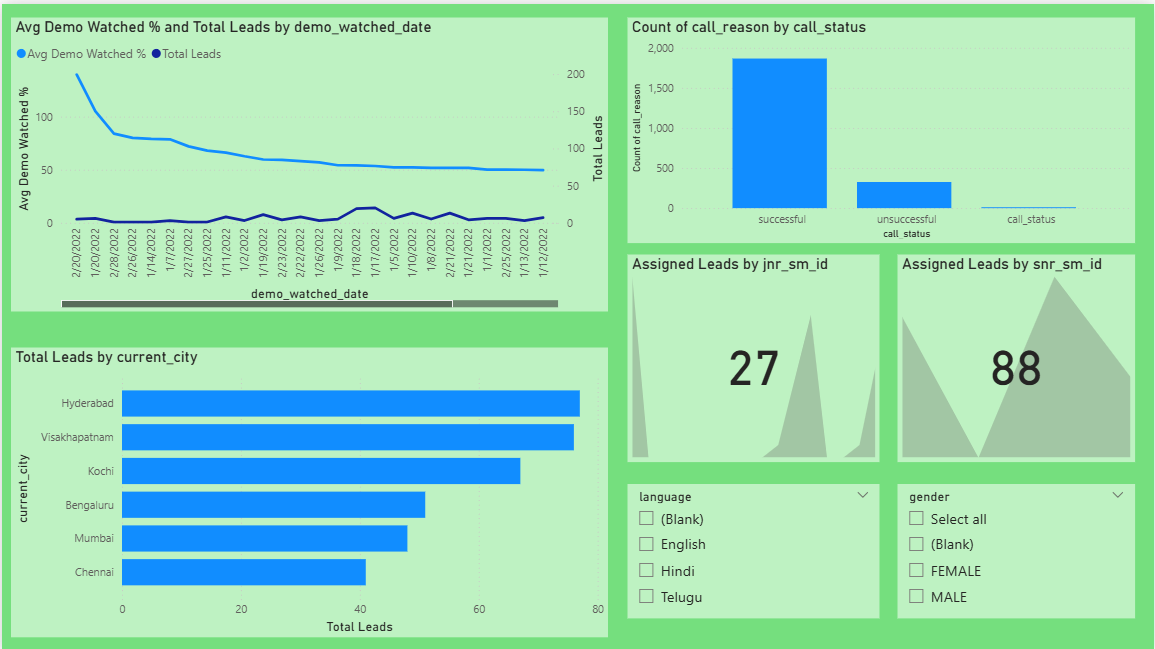 Avg Demo Watched % and Total Leads by demo_watched_date
Avg Demo Watched % Total Leads
Avg Demo Watched %
100
50
0
200
150
100
50
0
Total Leads
2/20/2022
1/20/2022
2/28/2022
2/26/2022
1/14/2022
1/7/2022
2/27/2022
1/25/2022
1/11/2022
1/2/2022
1/19/2022
2/23/2022
2/22/2022
1/26/2022
1/9/2022
1/18/2022
1/17/2022
1/5/2022
1/10/2022
1/8/2022
2/21/2022
1/21/2022
1/1/2022
2/25/2022
1/13/2022
1/12/2022
demo_watched_date
Count of call_reason by call_status
Count of call_reason
2,000
1,500
1,000
500
0
successful unsuccessful call_status
call_status
Assigned Leads by jnr_sm_id
27
Assigned Leads by snr_sm_id
88
Total Leads by current_city
current_city
Hyderabad
Visakhapatnam
Kochi
Bengaluru
Mumbai
Chennai
0 20 40 60 80
Total Leads
language
(Blank)
English
Hindi
Telugu
gender
Select all
(Blank)
FEMALE
MALE